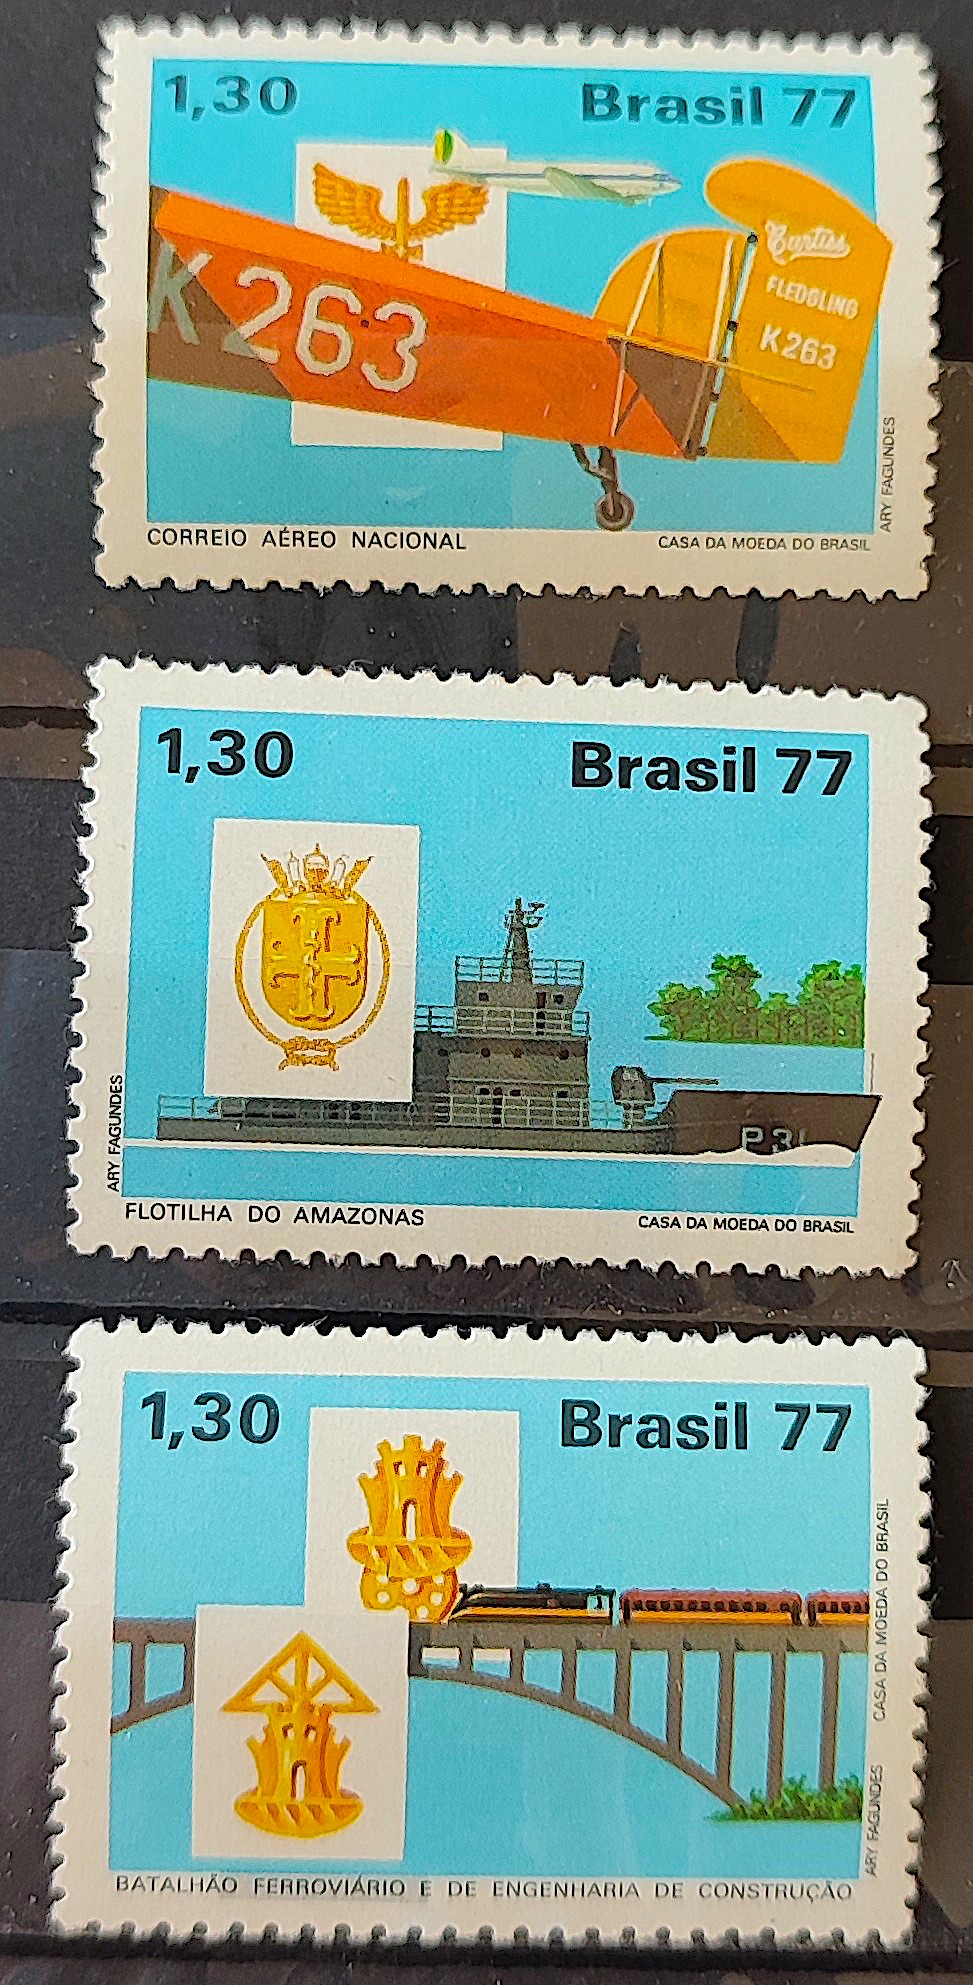 1,30 Brasil 77
K 263
Curtiss
FLEDGLING
K263
ARY FAGUNDES
CORREIO AÉREO NACIONAL
CASA DA MOEDA DO BRASIL
1,30 Brasil 77
P 31
ARY FAGUNDES
FLOTILHA DO AMAZONAS
CASA DA MOEDA DO BRASIL
1,30 Brasil 77
CASA DA MOEDA DO BRASIL
ARY FAGUNDES
BATALHÃO FERROVIÁRIO E DE ENGENHARIA DE CONSTRUÇÃO